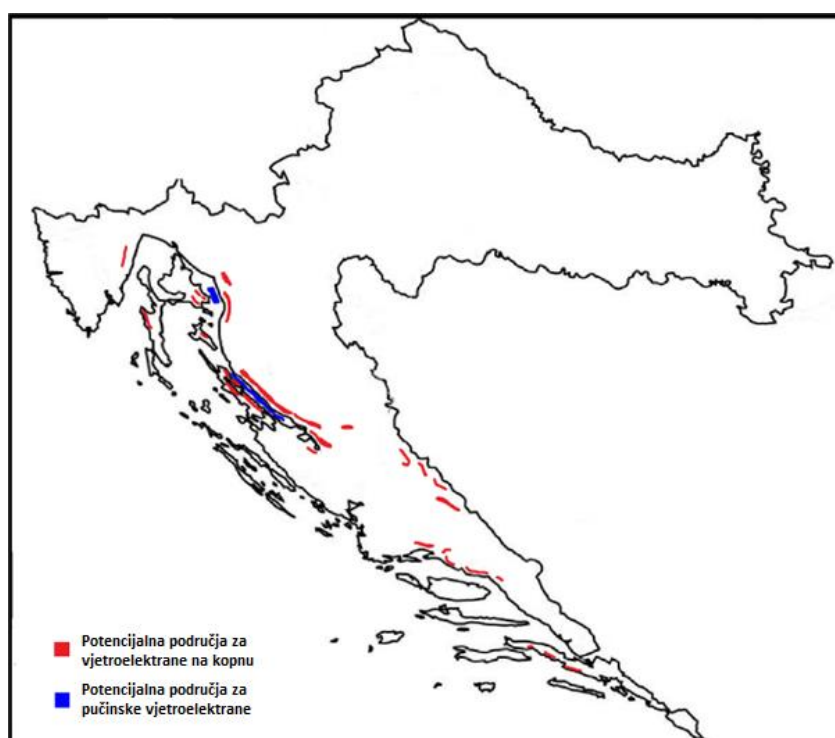 Potencijalna područja za
vjetroelektrane na kopnu
Potencijalna područja za
pučinske vjetroelektrane